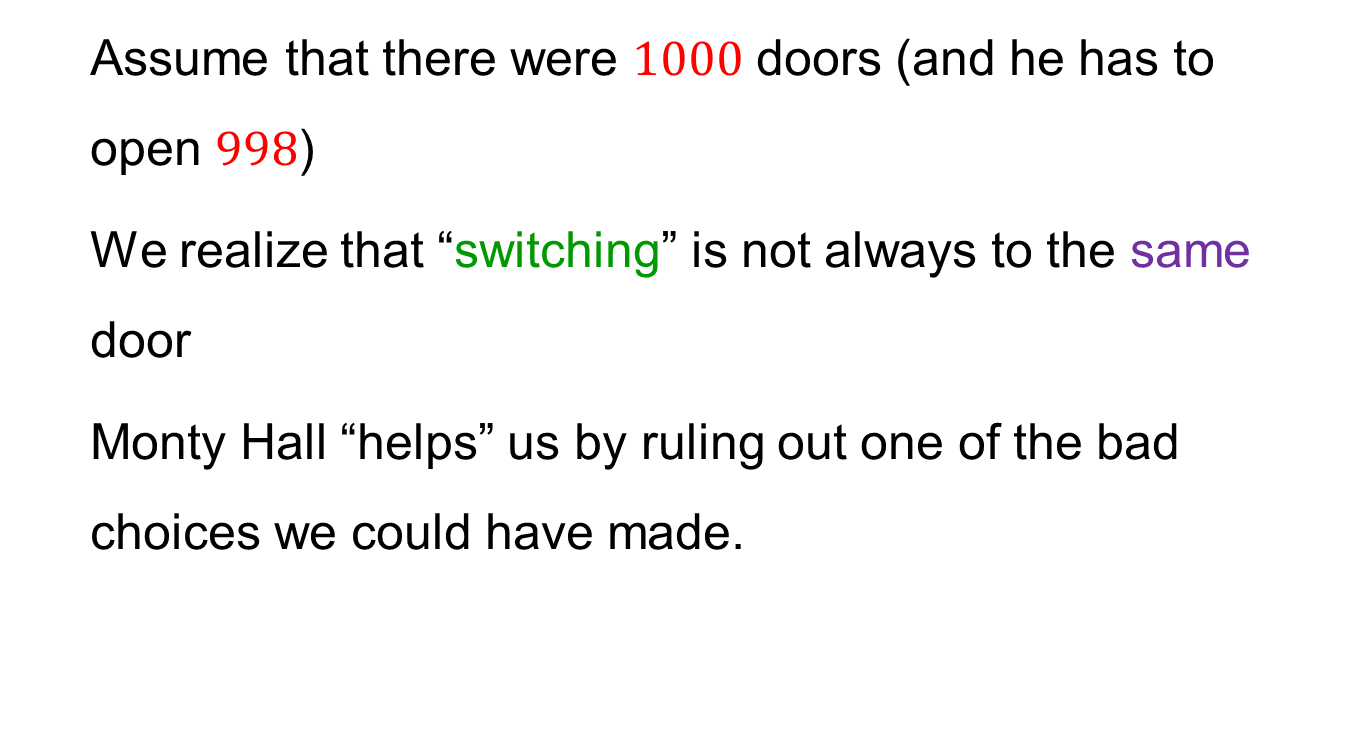 Assume that there were 1000 doors (and he has to
open 998)
We realize that “switching” is not always to the same
door
Monty Hall “helps” us by ruling out one of the bad
choices we could have made.